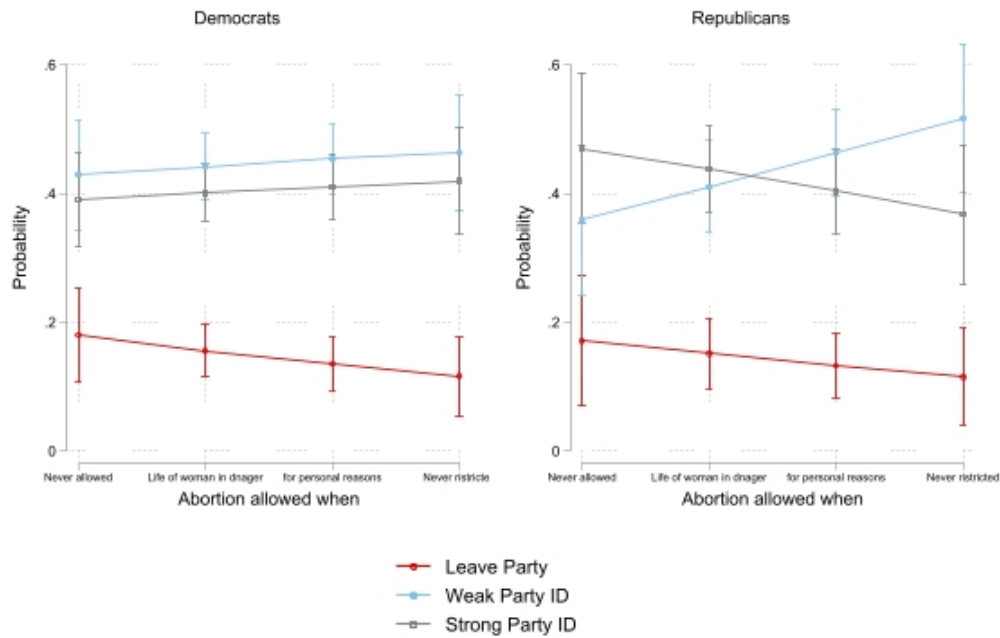 Democrats
Republicans
.6
.4
.2
0
Probability
Never allowed
Life of woman in dnager
for personal reasons
Never ristricte
Abortion allowed when
.6
.4
.2
0
Probability
Never allowed
Life of woman in dnager
for personal reasons
Never ristricted
Abortion allowed when
Leave Party
Weak Party ID
Strong Party ID